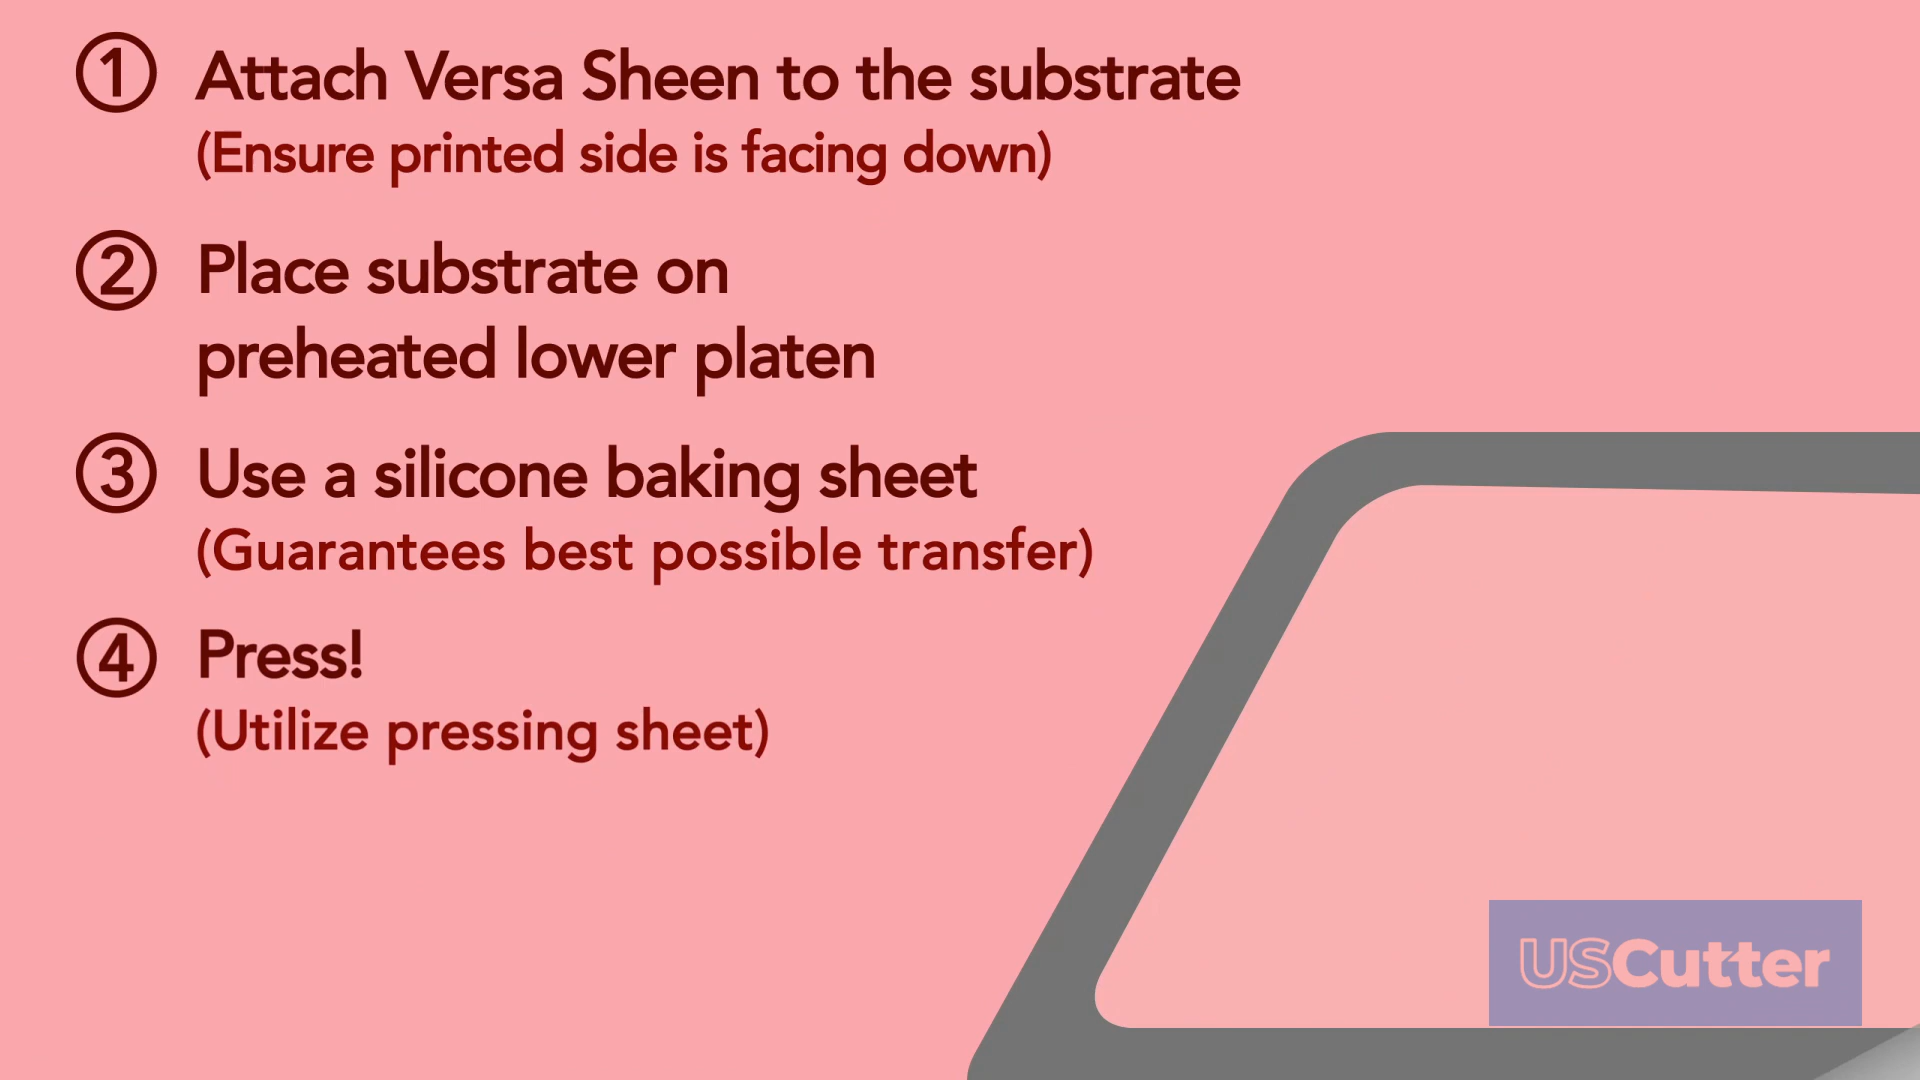 ① Attach Versa Sheen to the substrate
(Ensure printed side is facing down)
② Place substrate on
preheated lower platen
③ Use a silicone baking sheet
(Guarantees best possible transfer)
④ Press!
(Utilize pressing sheet)
USCutter